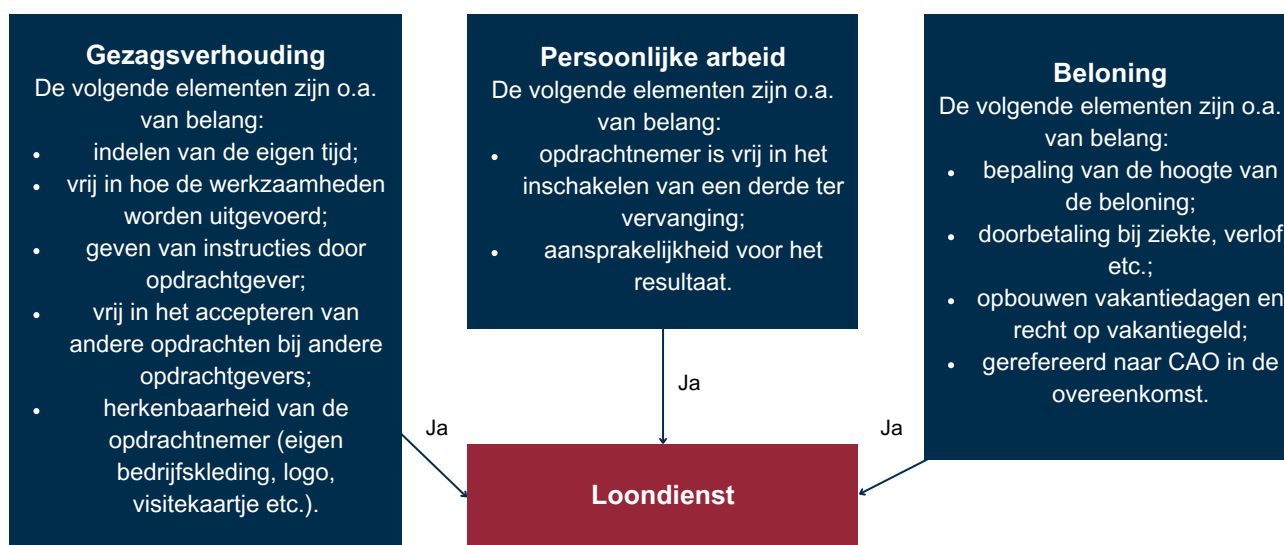 Gezagsverhouding
De volgende elementen zijn o.a.
van belang:
• indelen van de eigen tijd;
• vrij in hoe de werkzaamheden
worden uitgevoerd;
• geven van instructies door
opdrachtgever;
• vrij in het accepteren van
andere opdrachten bij andere
opdrachtgevers;
• herkenbaarheid van de
opdrachtnemer (eigen
bedrijfskleding, logo,
visitekaartje etc.).
Persoonlijke arbeid
De volgende elementen zijn o.a.
van belang:
• opdrachtnemer is vrij in het
inschakelen van een derde ter
vervanging;
• aansprakelijkheid voor het
resultaat.
Beloning
De volgende elementen zijn o.a.
van belang:
• bepaling van de hoogte van
de beloning;
• doorbetaling bij ziekte, verlof
etc.;
• opbouwen vakantiedagen en
recht op vakantiegeld;
• gerefereerd naar CAO in de
overeenkomst.
Ja
Ja
Ja
Loondienst